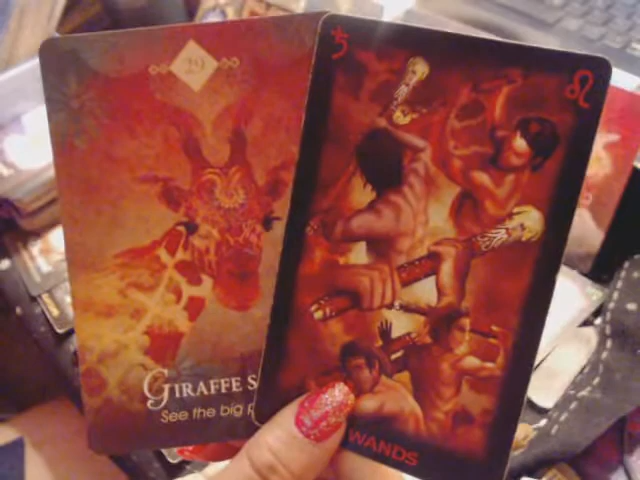 29
GIRAFFE S
See the big p
♄
♌
WANDS